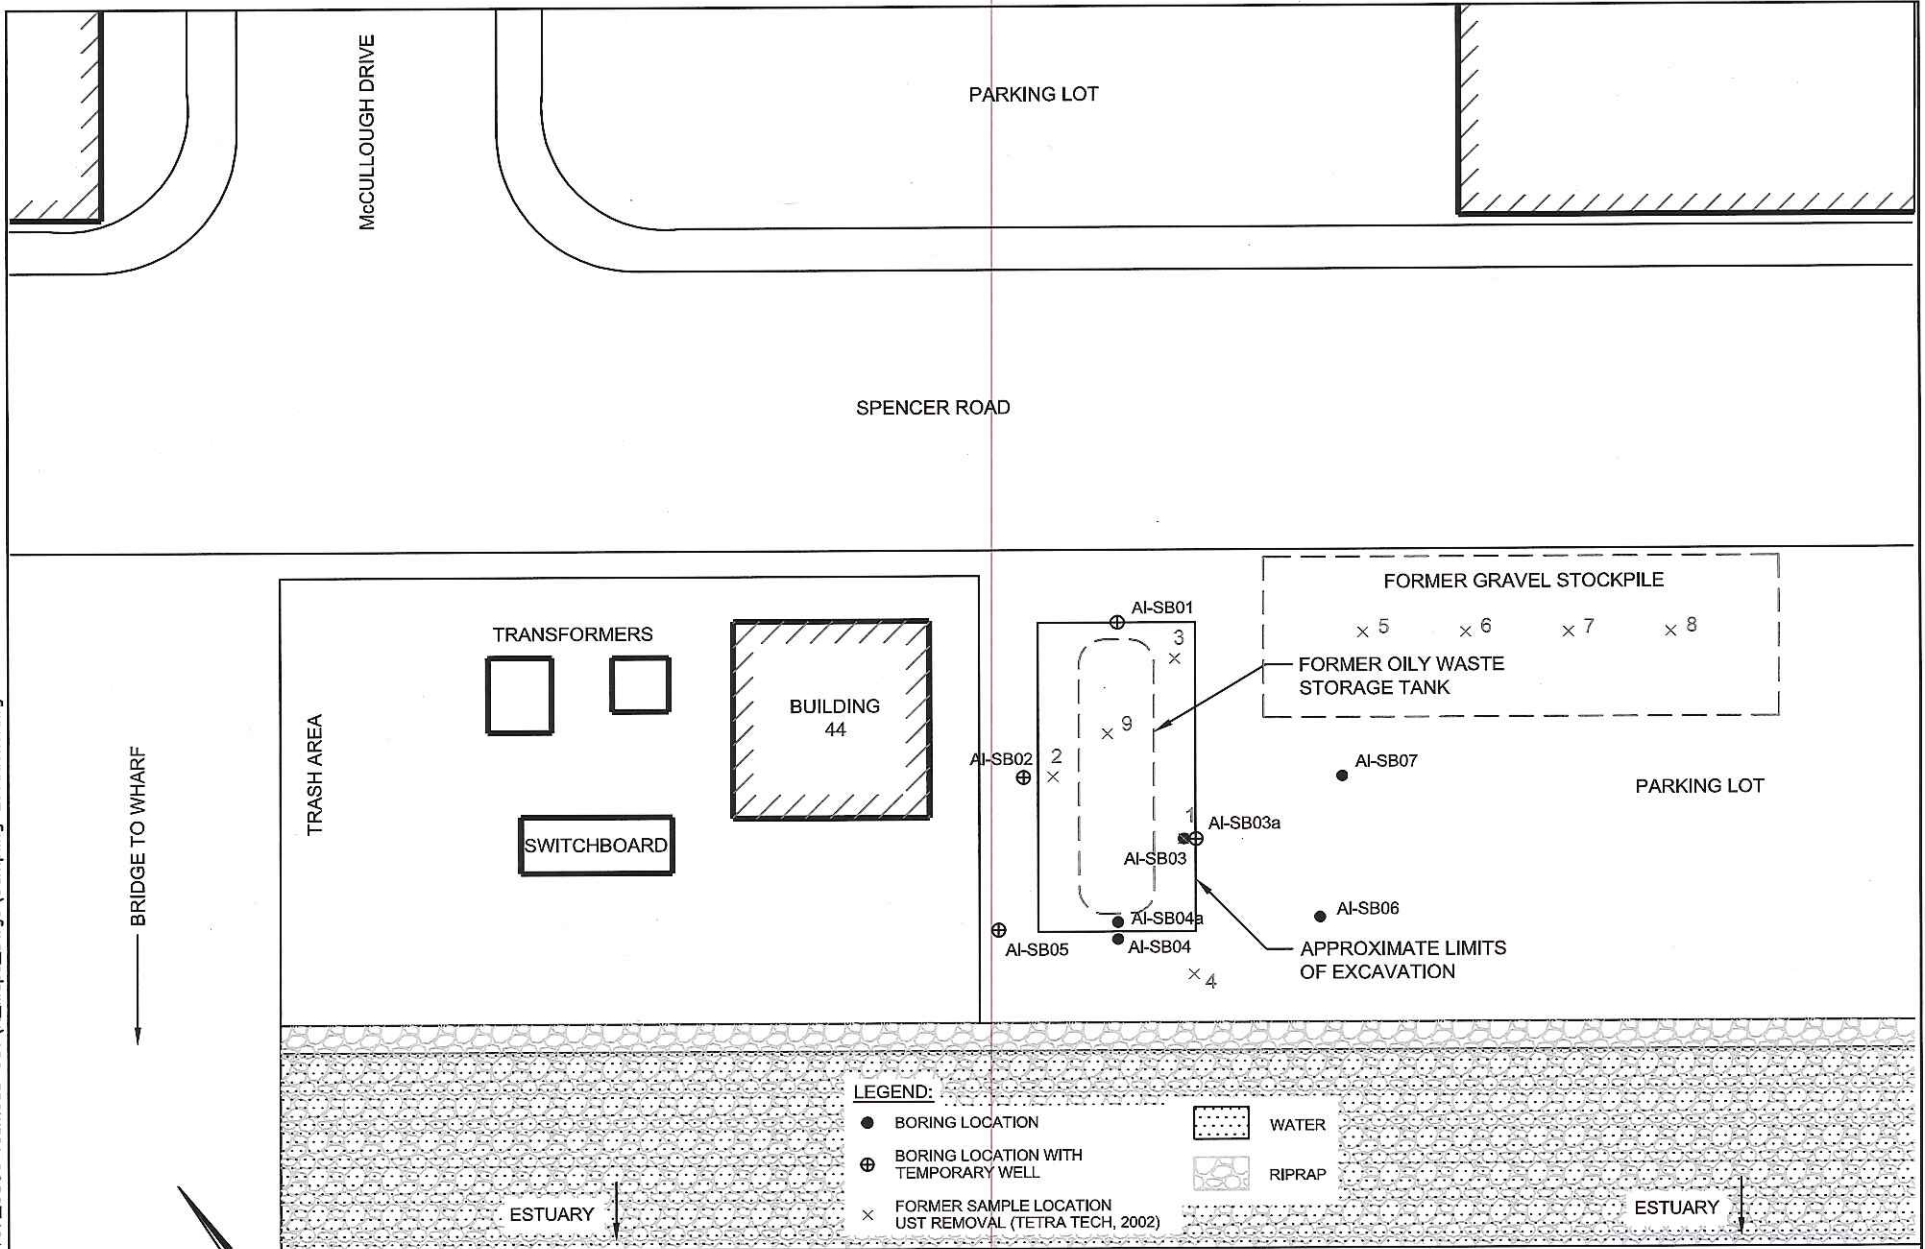 McCULLOUGH DRIVE
PARKING LOT
SPENCER ROAD
FORMER GRAVEL STOCKPILE
5
6
7
8
AI-SB01
3
TRANSFORMERS
FORMER OILY WASTE
STORAGE TANK
BUILDING
44
9
AI-SB02
2
AI-SB07
PARKING LOT
TRASH AREA
BRIDGE TO WHARF
SWITCHBOARD
1
AI-SB03a
AI-SB03
AI-SB06
AI-SB04a
AI-SB04
AI-SB05
APPROXIMATE LIMITS
OF EXCAVATION
4
LEGEND:
BORING LOCATION
BORING LOCATION WITH
TEMPORARY WELL
FORMER SAMPLE LOCATION
UST REMOVAL (TETRA TECH, 2002)
WATER
RIPRAP
ESTUARY
ESTUARY